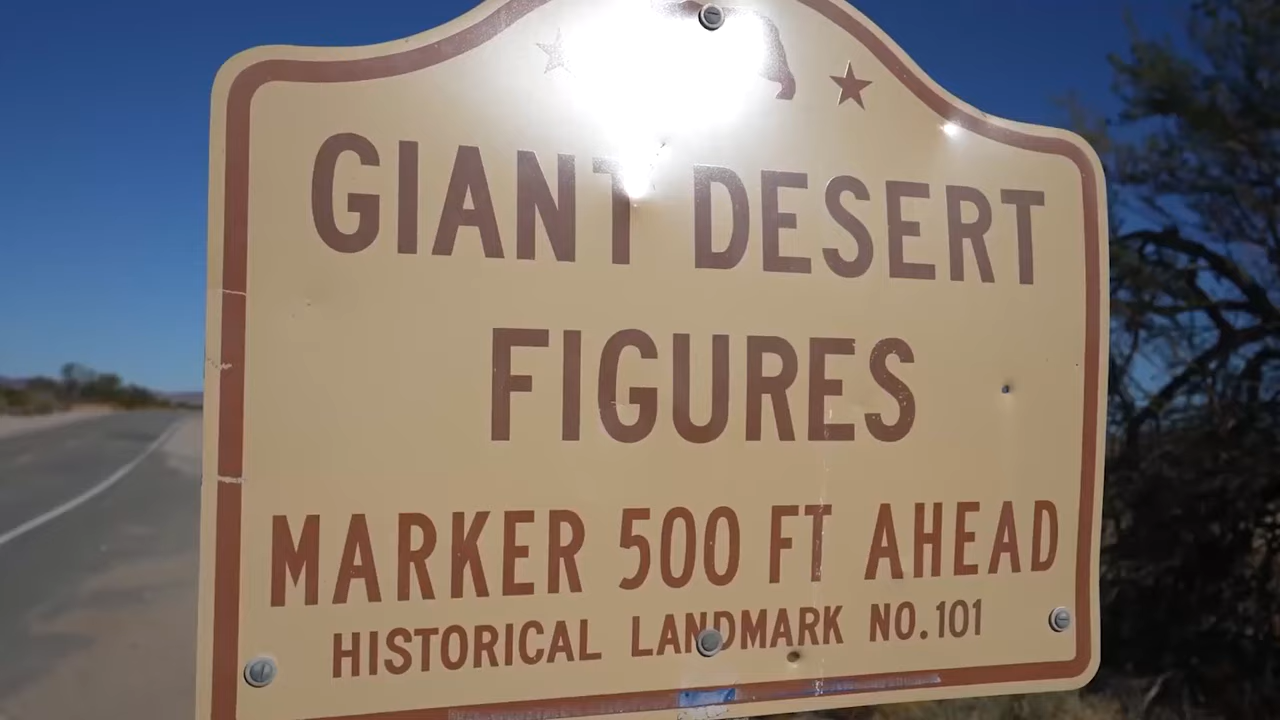 GIANT DESERT
FIGURES
MARKER 500 FT AHEAD
HISTORICAL LANDMARK NO. 101